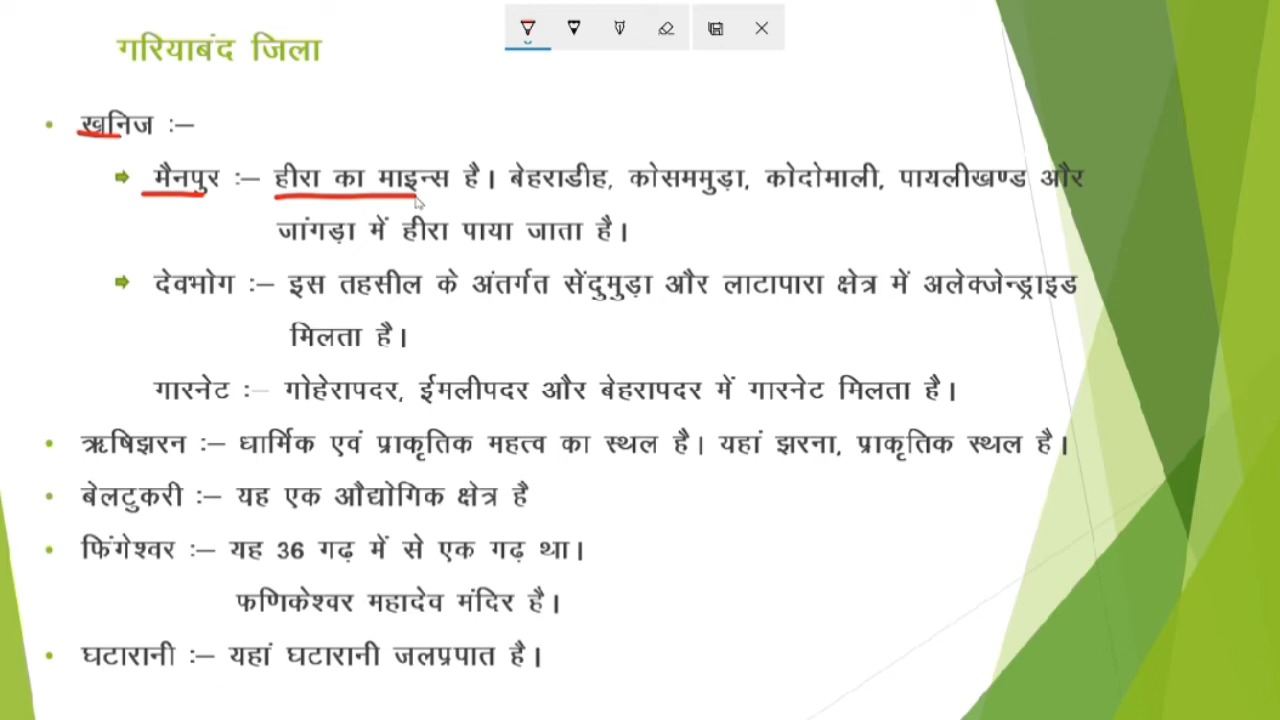 गरियाबंद जिला
खनिज :–
मैनपुर :– हीरा का माइन्स है। बेहराडीह, कोसममुड़ा, कोदोमाली, पायलीखण्ड और
जांगड़ा में हीरा पाया जाता है।
देवभोग :– इस तहसील के अंतर्गत सेंदुमुड़ा और लाटापारा क्षेत्र में अलेक्जेन्ड्राइड
मिलता है।
गारनेट :– गोहेरापदर, ईमलीपदर और बेहरापदर में गारनेट मिलता है।
ऋषिझरन :– धार्मिक एवं प्राकृतिक महत्व का स्थल है। यहां झरना, प्राकृतिक स्थल है।
बेलटुकरी :– यह एक औद्योगिक क्षेत्र है
फिंगेश्वर :– यह 36 गढ़ में से एक गढ़ था।
फणिकेश्वर महादेव मंदिर है।
घटारानी :– यहां घटारानी जलप्रपात है।